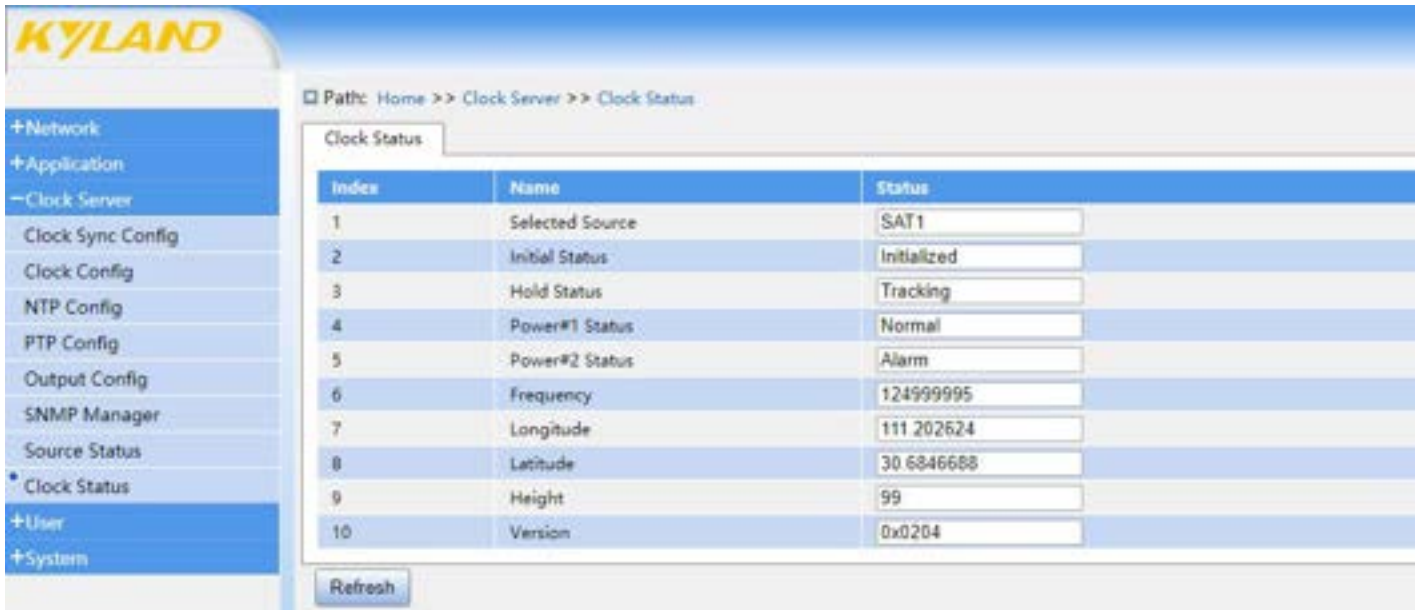 KYLAND
Path: Home >> Clock Server >> Clock Status
+Network
+Application
−Clock Server
Clock Sync Config
Clock Config
NTP Config
PTP Config
Output Config
SNMP Manager
Source Status
Clock Status
+User
+System
Clock Status
Index Name Status
1 Selected Source SAT1
2 Initial Status Initialized
3 Hold Status Tracking
4 Power#1 Status Normal
5 Power#2 Status Alarm
6 Frequency 124999995
7 Longitude 111.202624
8 Latitude 30.6846688
9 Height 99
10 Version 0x0204
Refresh